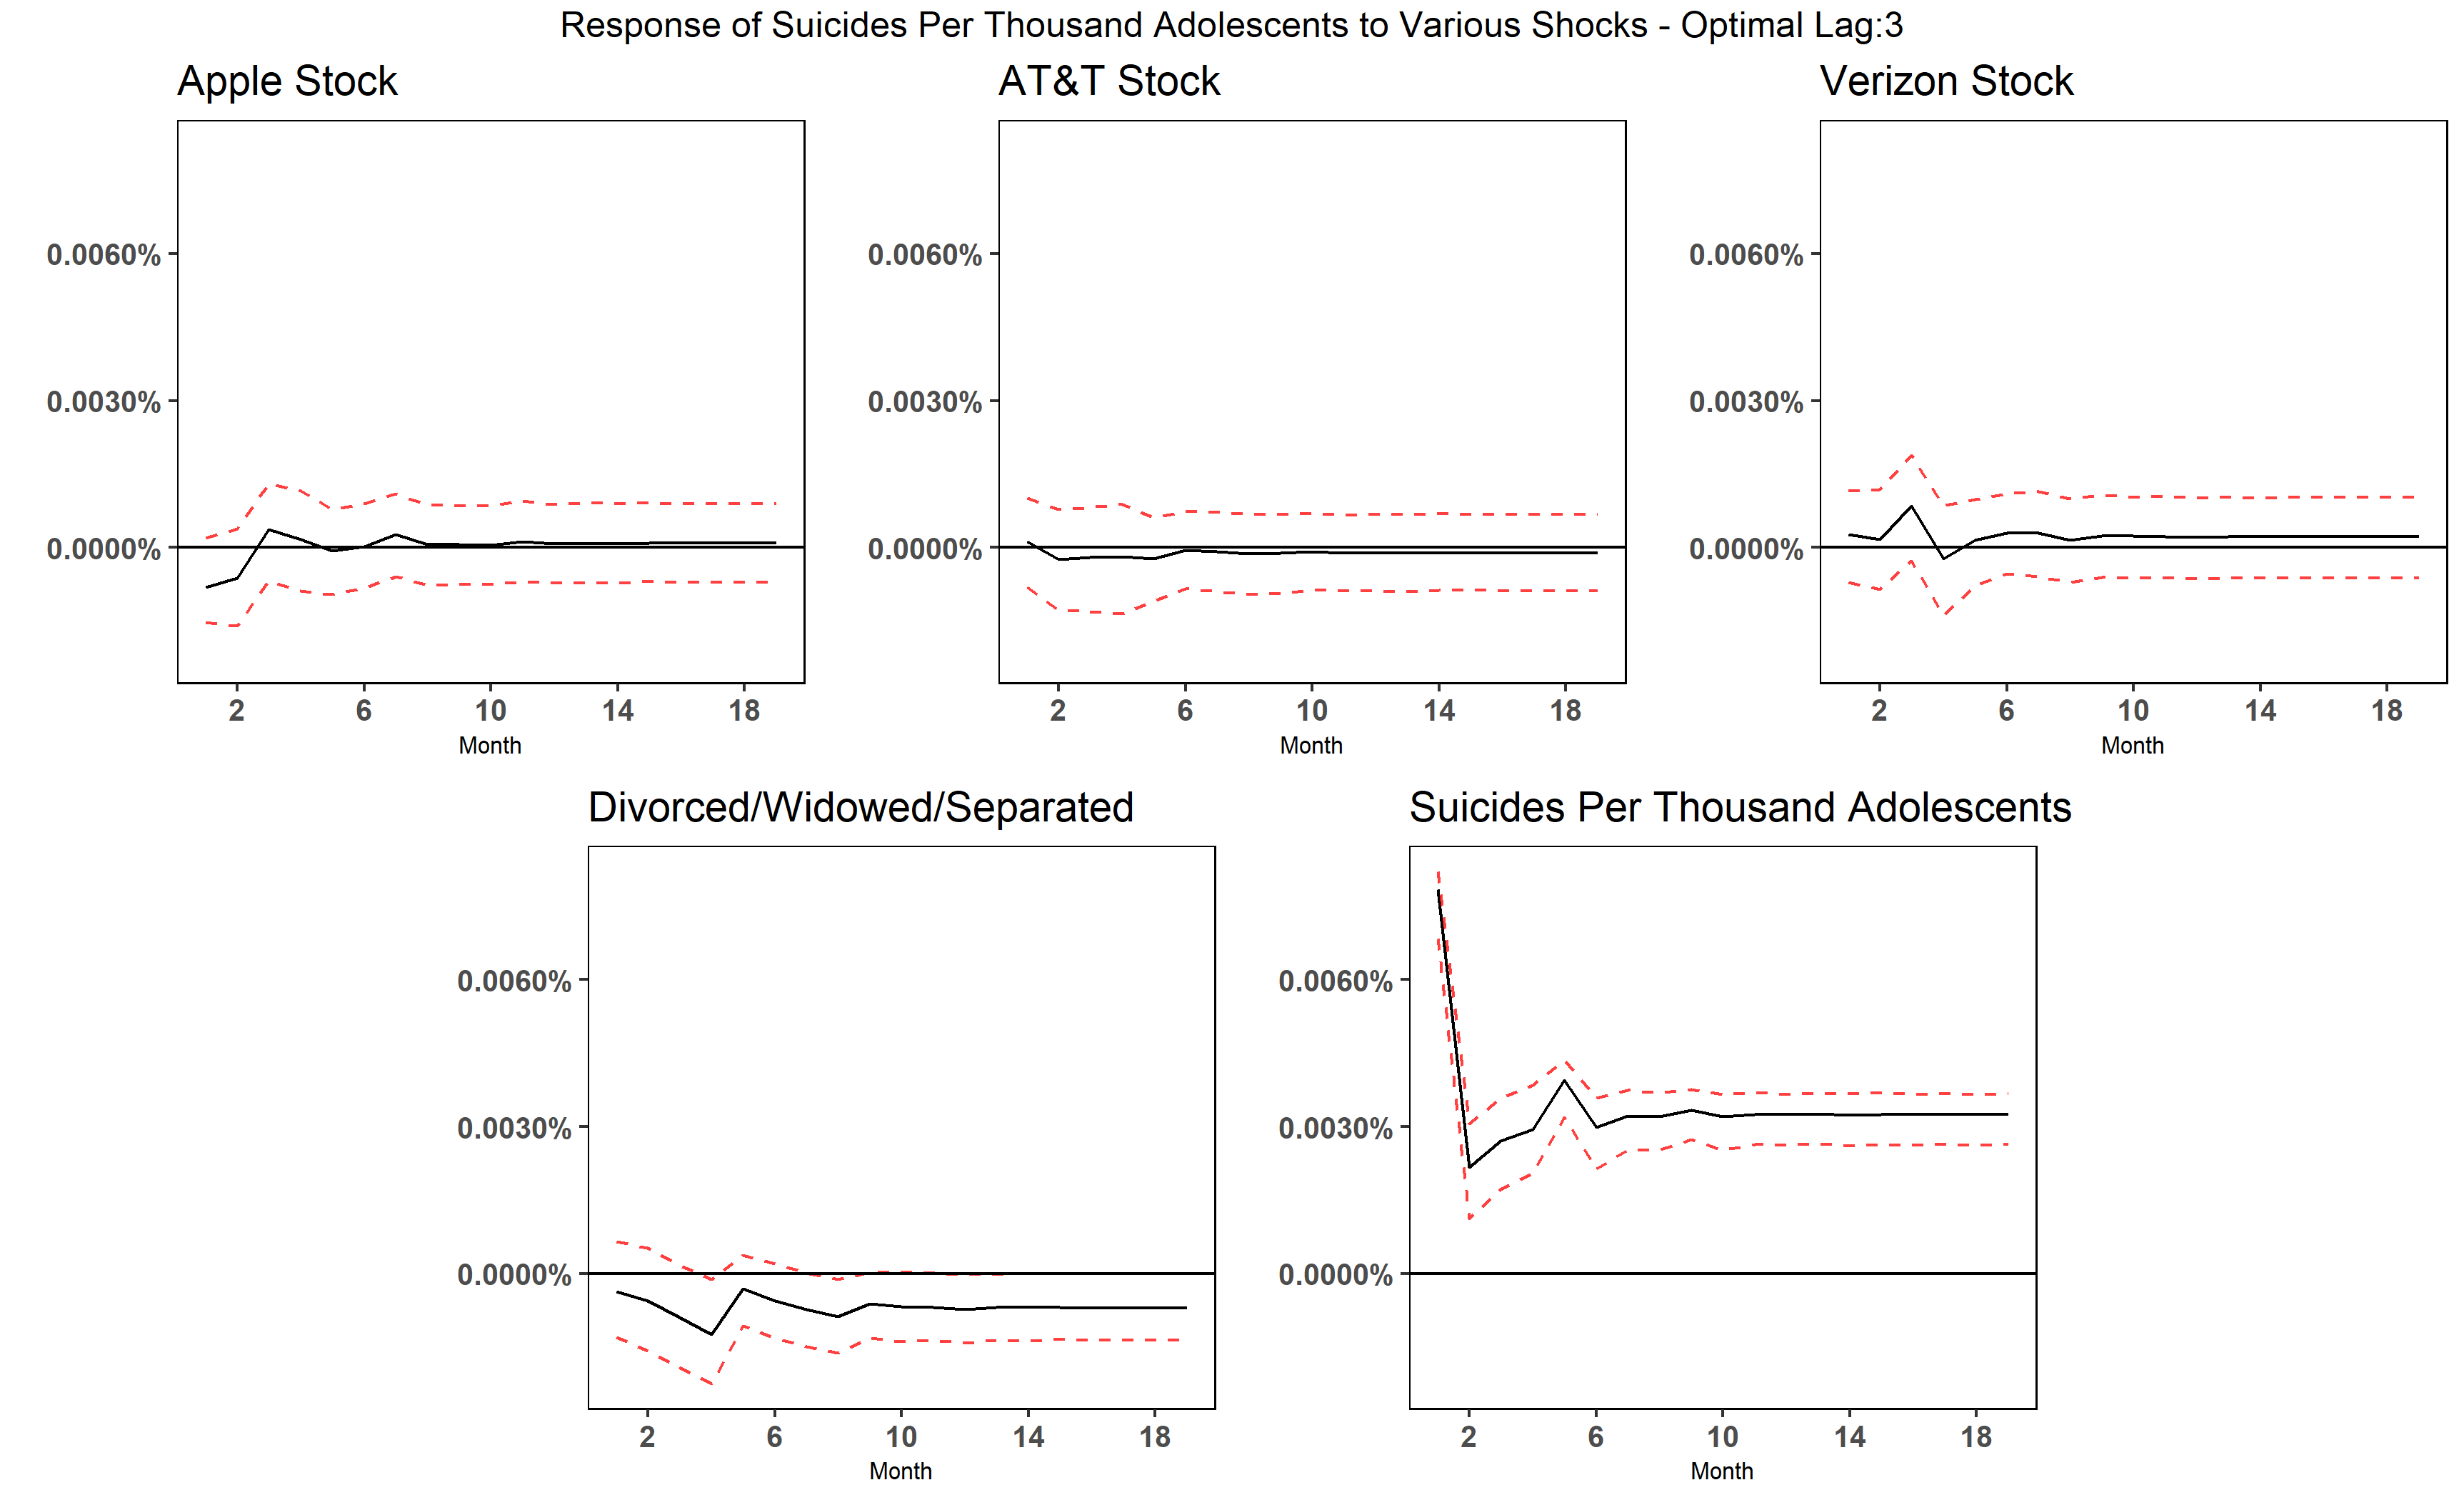 Response of Suicides Per Thousand Adolescents to Various Shocks - Optimal Lag:3
Apple Stock
0.0060%
0.0030%
0.0000%
2 6 10 14 18
Month
AT&T Stock
0.0060%
0.0030%
0.0000%
2 6 10 14 18
Month
Verizon Stock
0.0060%
0.0030%
0.0000%
2 6 10 14 18
Month
Divorced/Widowed/Separated
0.0060%
0.0030%
0.0000%
2 6 10 14 18
Month
Suicides Per Thousand Adolescents
0.0060%
0.0030%
0.0000%
2 6 10 14 18
Month